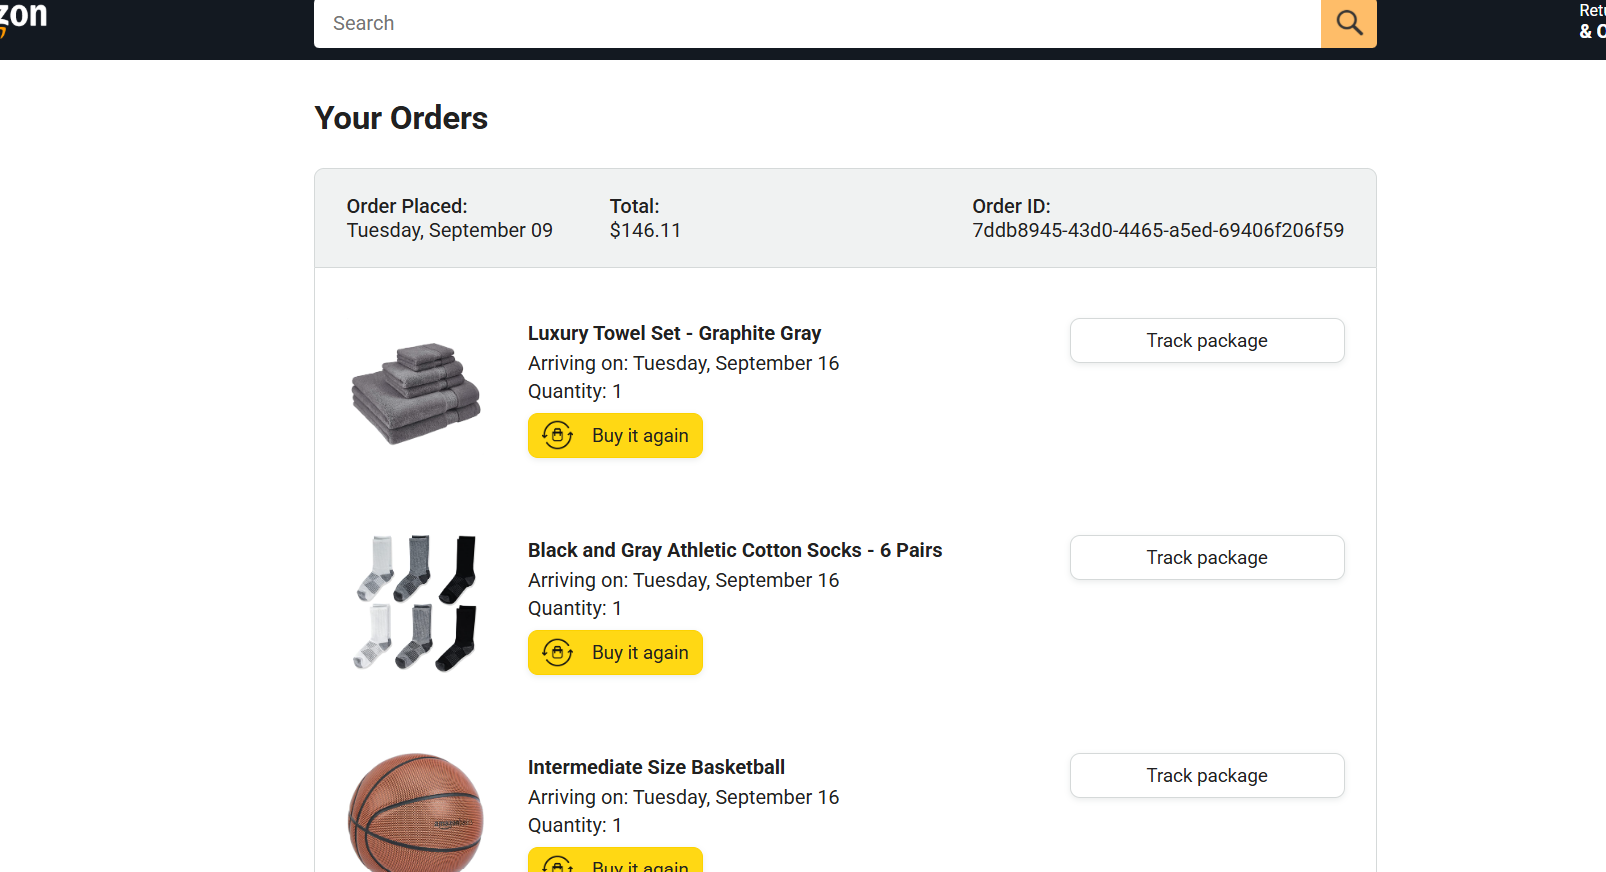 zon
Search
Retu
& O
Your Orders
Order Placed:
Tuesday, September 09
Total:
$146.11
Order ID:
7ddb8945-43d0-4465-a5ed-69406f206f59
Luxury Towel Set - Graphite Gray
Arriving on: Tuesday, September 16
Quantity: 1
Buy it again
Track package
Black and Gray Athletic Cotton Socks - 6 Pairs
Arriving on: Tuesday, September 16
Quantity: 1
Buy it again
Track package
Intermediate Size Basketball
Arriving on: Tuesday, September 16
Quantity: 1
Buy it again
Track package